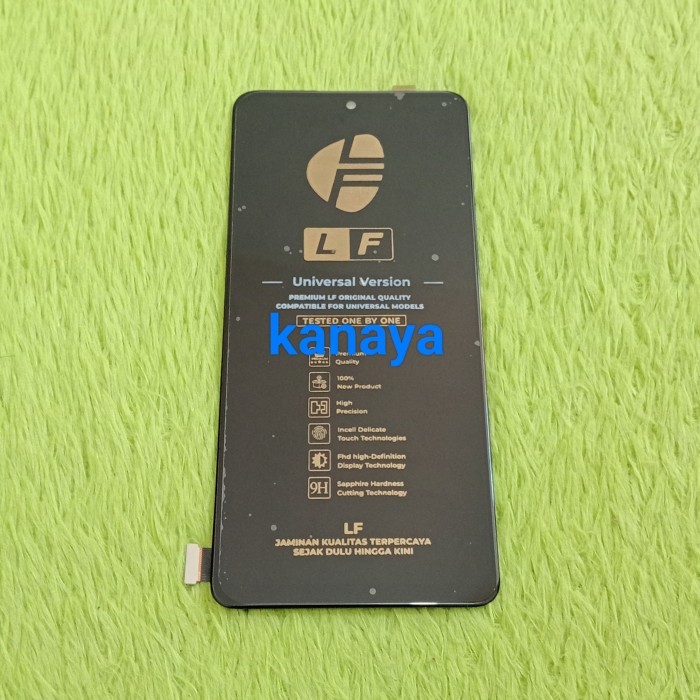 LF
Universal Version
PREMIUM LF ORIGINAL QUALITY
COMPATIBLE FOR UNIVERSAL MODELS
TESTED ONE BY ONE
kanaya
Premium
Quality
100%
New Product
High
Precision
Incell Delicate
Touch Technologies
Fhd high-Definition
Display Technology
9H
Sapphire Hardness
Cutting Technology
LF
JAMINAN KUALITAS TERPERCAYA
SEJAK DULU HINGGA KINI